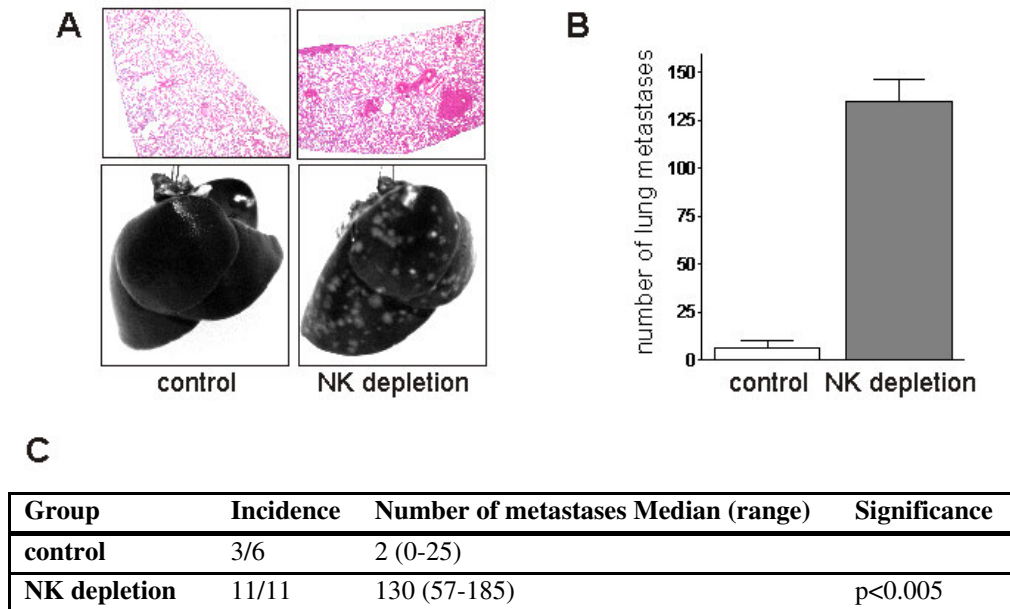 A
control
NK depletion
B
number of lung metastases
150
125
100
75
50
25
0
control
NK depletion
C
Group Incidence Number of metastases Median (range) Significance
control 3/6 2 (0-25)
NK depletion 11/11 130 (57-185) p<0.005